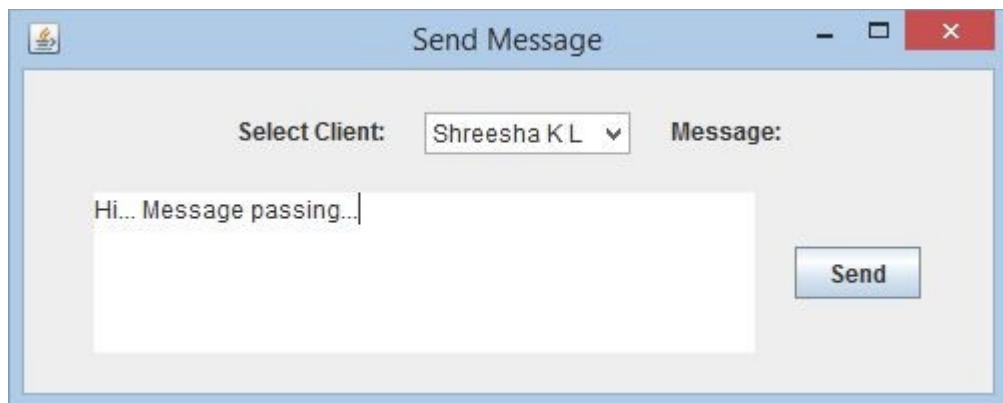 Send Message
Select Client: Shreesha K L Message:
Hi... Message passing...
Send